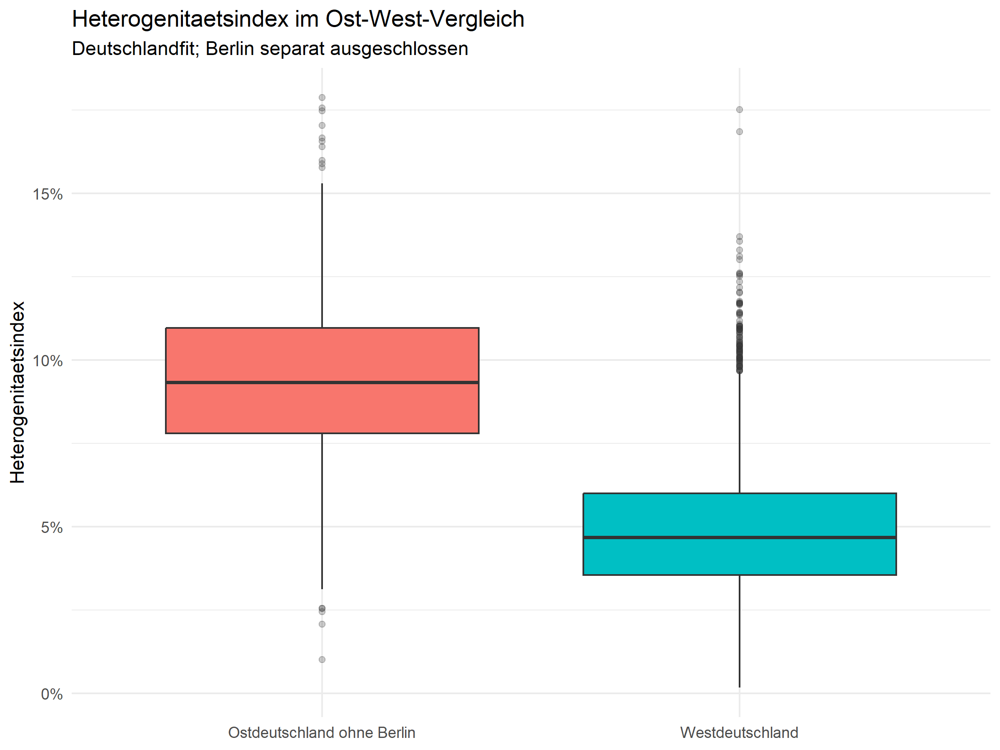 Heterogenitaetsindex im Ost-West-Vergleich
Deutschlandfit; Berlin separat ausgeschlossen
Heterogenitaetsindex
15%
10%
5%
0%
Ostdeutschland ohne Berlin
Westdeutschland